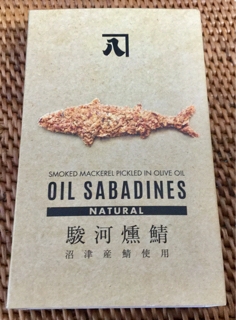 八
SMOKED MACKEREL PICKLED IN OLIVE OIL
OIL SABADINES
NATURAL
駿河燻鯖
沼津産鯖使用